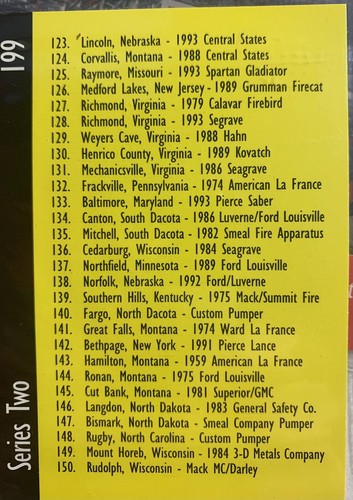 199
Series Two
123. Lincoln, Nebraska - 1993 Central States
124. Corvallis, Montana - 1988 Central States
125. Raymore, Missouri - 1993 Spartan Gladiator
126. Medford Lakes, New Jersey - 1989 Grumman Firecat
127. Richmond, Virginia - 1979 Calavar Firebird
128. Richmond, Virginia - 1993 Segrave
129. Weyers Cave, Virginia - 1988 Hahn
130. Henrico County, Virginia - 1989 Kovatch
131. Mechanicsville, Virginia - 1986 Seagrave
132. Frackville, Pennsylvania - 1974 American La France
133. Baltimore, Maryland - 1993 Pierce Saber
134. Canton, South Dacota - 1986 Luverne/Ford Louisville
135. Mitchell, South Dacota - 1982 Smeal Fire Apparatus
136. Cedarburg, Wisconsin - 1984 Seagrave
137. Northfield, Minnesota - 1989 Ford Louisville
138. Norfolk, Nebraska - 1992 Ford/Luverne
139. Southern Hills, Kentucky - 1975 Mack/Summit Fire
140. Fargo, North Dacota - Custom Pumper
141. Great Falls, Montana - 1974 Ward La France
142. Bethpage, New York - 1991 Pierce Lance
143. Hamilton, Montana - 1959 American La France
144. Ronan, Montana - 1975 Ford Louisville
145. Cut Bank, Montana - 1981 Superior/GMC
146. Langdon, North Dakota - 1983 General Safety Co.
147. Bismark, North Dakota - Smeal Company Pumper
148. Rugby, North Carolina - Custom Pumper
149. Mount Horeb, Wisconsin - 1984 3-D Metals Company
150. Rudolph, Wisconsin - Mack MC/Darley